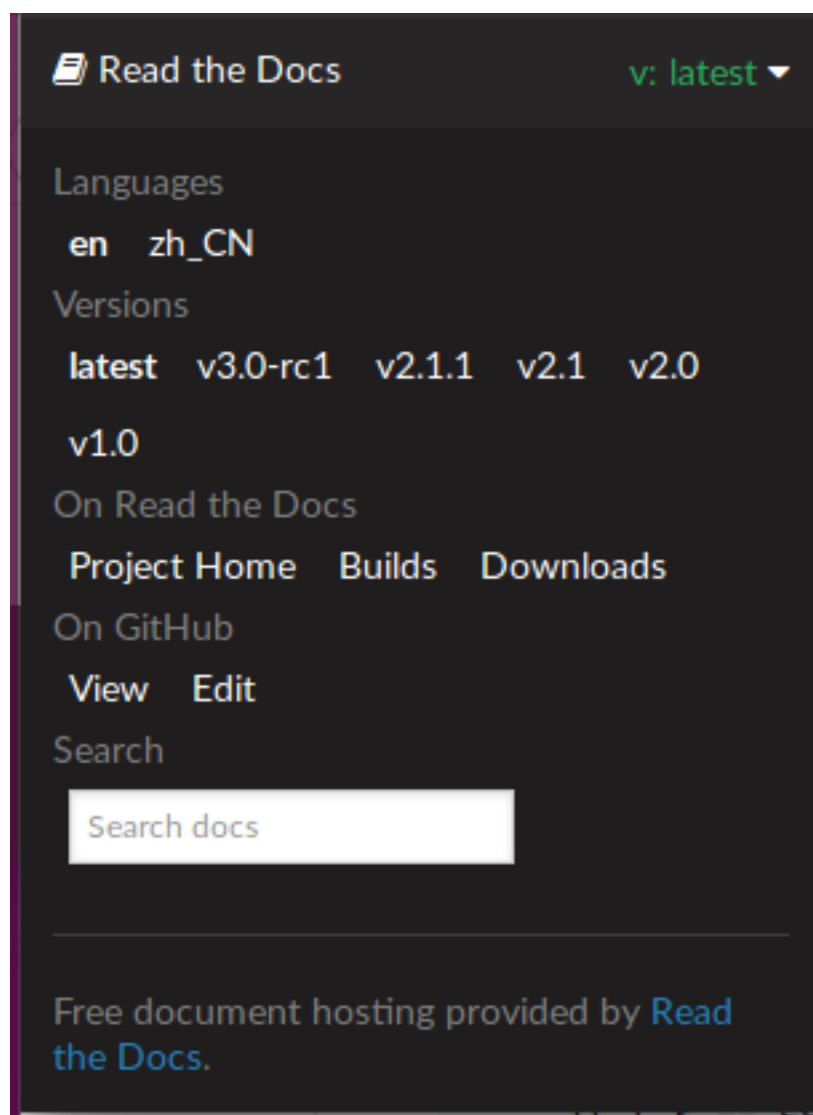 Read the Docs v: latest
Languages
en zh_CN
Versions
latest v3.0-rc1 v2.1.1 v2.1 v2.0
v1.0
On Read the Docs
Project Home Builds Downloads
On GitHub
View Edit
Search
Search docs
Free document hosting provided by Read
the Docs.